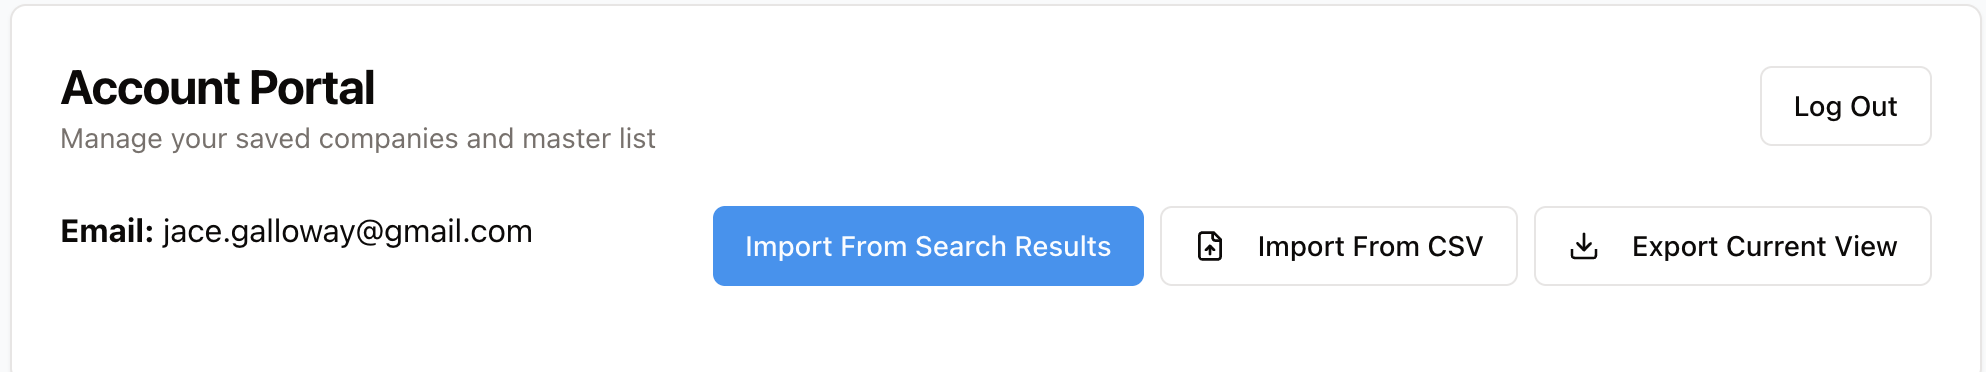 Account Portal
Manage your saved companies and master list
Log Out
Email: jace.galloway@gmail.com
Import From Search Results
Import From CSV
Export Current View